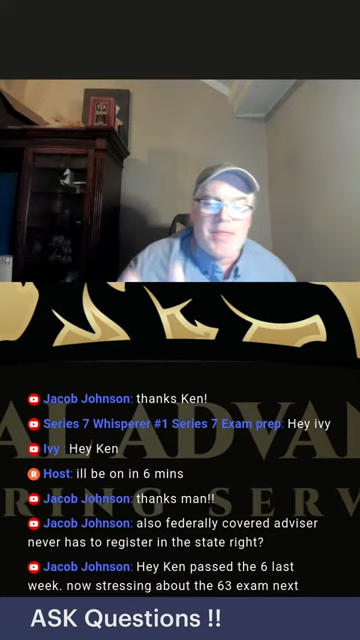 Jacob Johnson: thanks Ken!
Series 7 Whisperer #1 Series 7 Exam prep: Hey ivy
Ivy : Hey Ken
Host: ill be on in 6 mins
Jacob Johnson: thanks man!!
Jacob Johnson: also federally covered adviser
never has to register in the state right?
Jacob Johnson: Hey Ken passed the 6 last
week. now stressing about the 63 exam next
ASK Questions !!